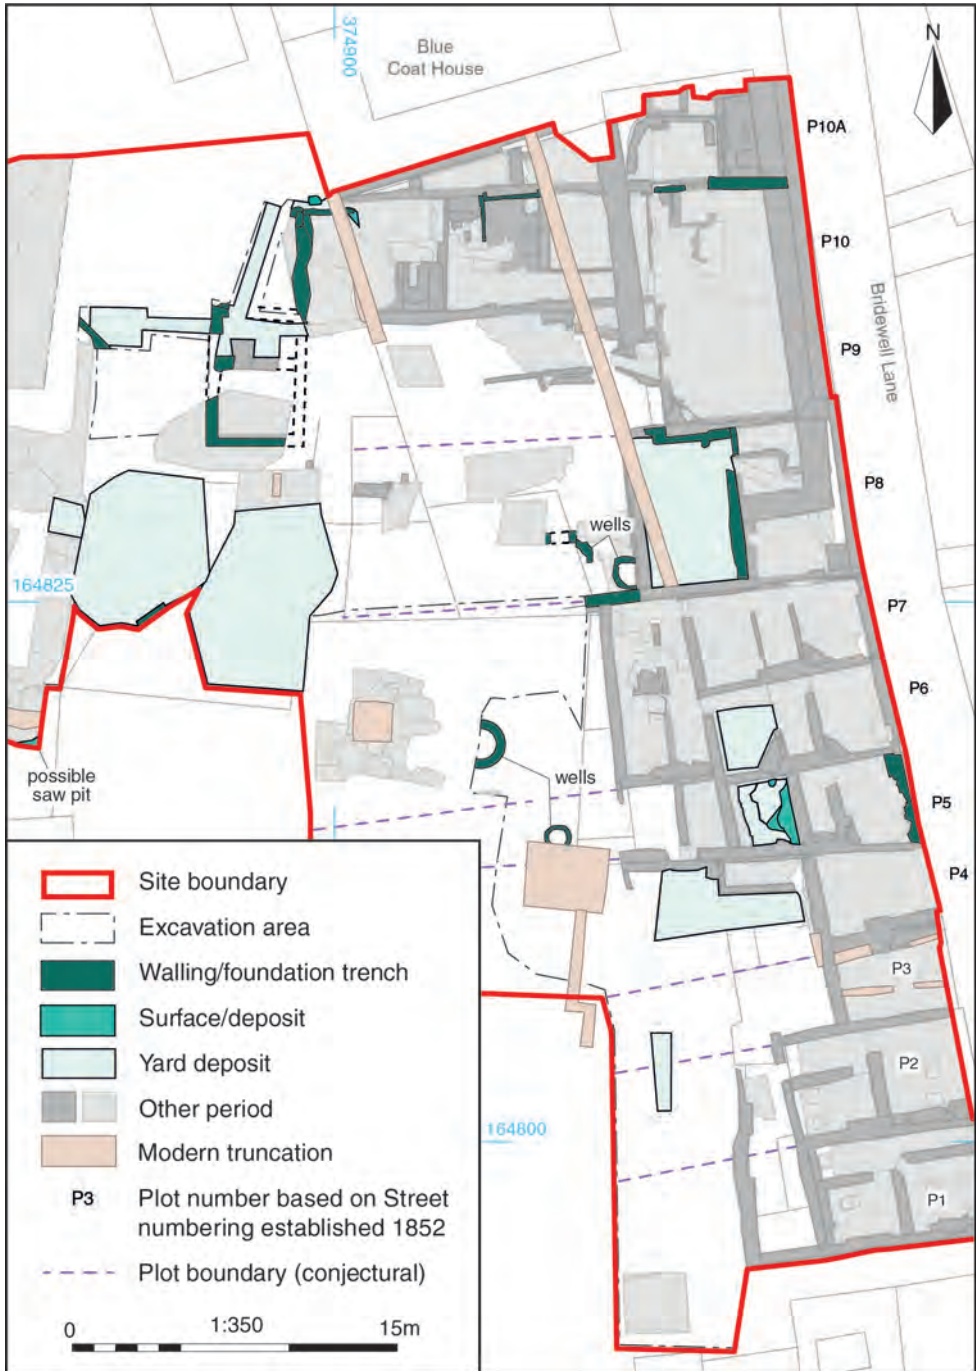 374900
Blue
Coat House
N
P10A
P10
Bridewell Lane
P9
P8
wells
164825
P7
P6
possible
saw pit
wells
P5
P4
P3
P2
164800
P1
Site boundary
Excavation area
Walling/foundation trench
Surface/deposit
Yard deposit
Other period
Modern truncation
P3 Plot number based on Street
numbering established 1852
Plot boundary (conjectural)
0 1:350 15m